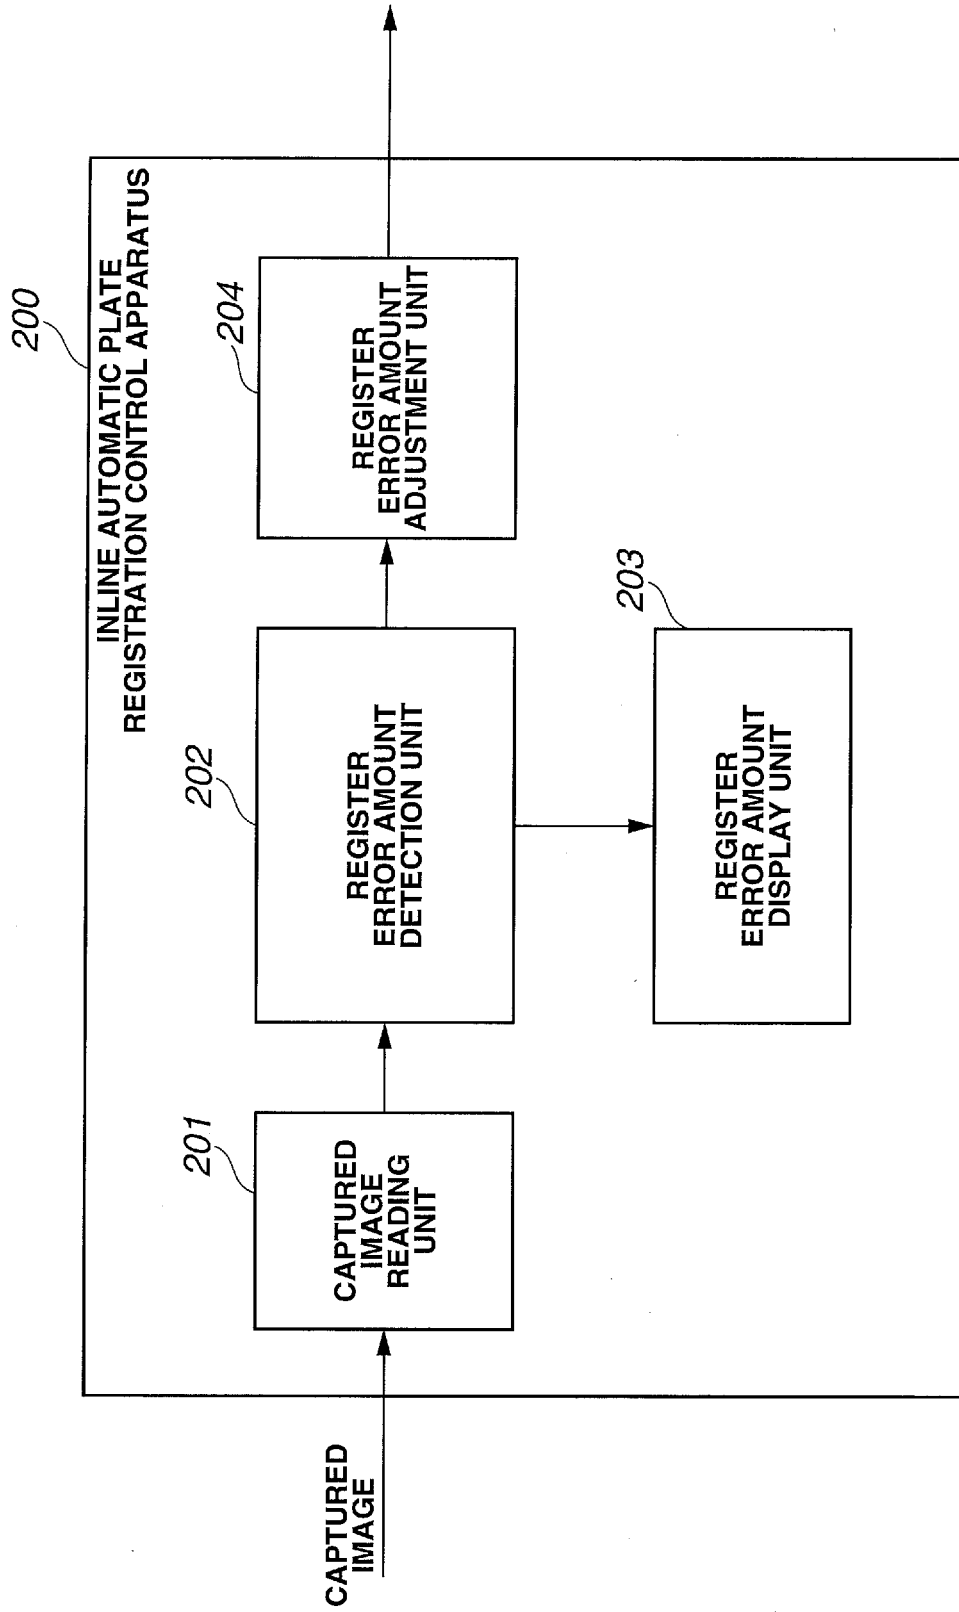 200
INLINE AUTOMATIC PLATE
REGISTRATION CONTROL APPARATUS
CAPTURED
IMAGE
201
CAPTURED
IMAGE
READING
UNIT
202
REGISTER
ERROR AMOUNT
DETECTION UNIT
204
REGISTER
ERROR AMOUNT
ADJUSTMENT UNIT
203
REGISTER
ERROR AMOUNT
DISPLAY UNIT